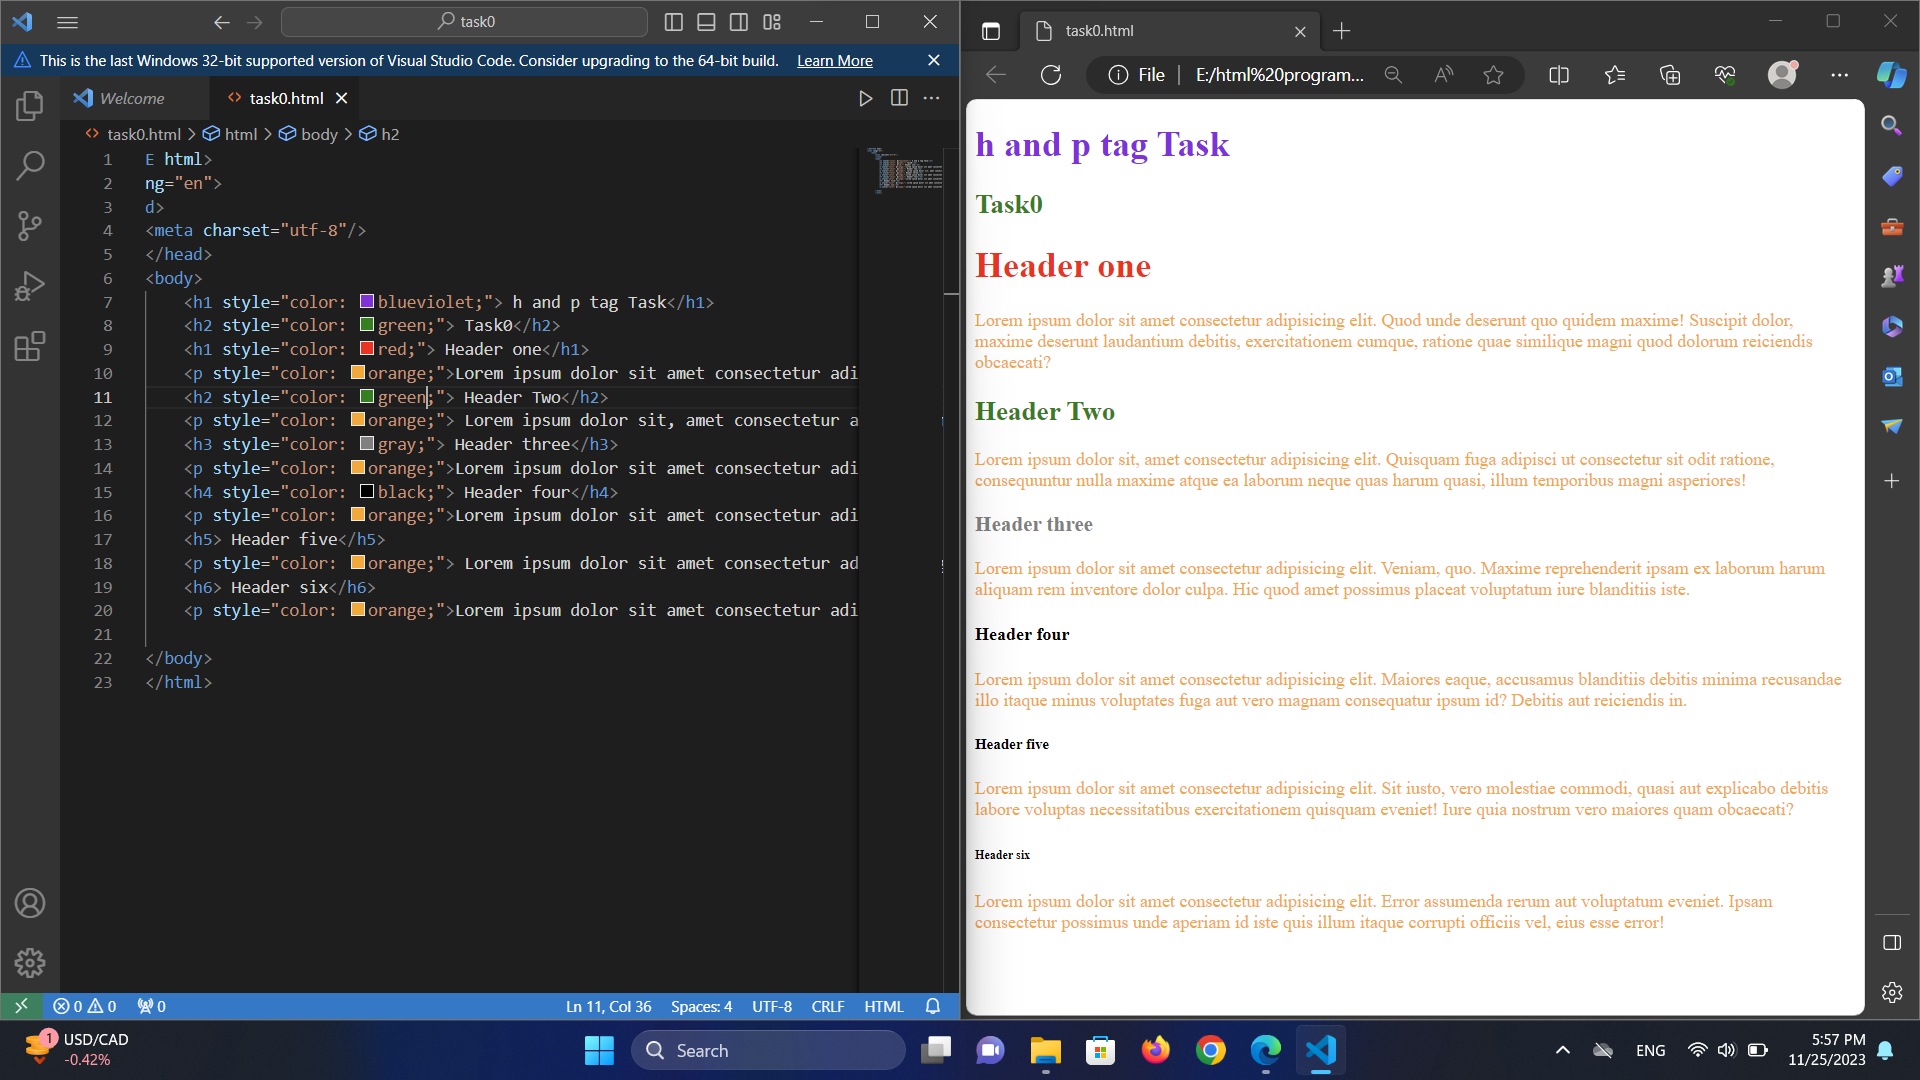 task0
This is the last Windows 32-bit supported version of Visual Studio Code. Consider upgrading to the 64-bit build. Learn More
Welcome
task0.html
task0.html > html > body > h2
1 E html>
2 ng="en">
3 d>
4 <meta charset="utf-8"/>
5 </head>
6 <body>
7 <h1 style="color: blueviolet;"> h and p tag Task</h1>
8 <h2 style="color: green;"> Task0</h2>
9 <h1 style="color: red;"> Header one</h1>
10 <p style="color: orange;">Lorem ipsum dolor sit amet consectetur adi
11 <h2 style="color: green;"> Header Two</h2>
12 <p style="color: orange;"> Lorem ipsum dolor sit, amet consectetur a
13 <h3 style="color: gray;"> Header three</h3>
14 <p style="color: orange;">Lorem ipsum dolor sit amet consectetur adi
15 <h4 style="color: black;"> Header four</h4>
16 <p style="color: orange;">Lorem ipsum dolor sit amet consectetur adi
17 <h5> Header five</h5>
18 <p style="color: orange;"> Lorem ipsum dolor sit amet consectetur ad
19 <h6> Header six</h6>
20 <p style="color: orange;">Lorem ipsum dolor sit amet consectetur adi
21
22 </body>
23 </html>
0 0 0
Ln 11, Col 36 Spaces: 4 UTF-8 CRLF HTML
task0.html
File E:/html%20program...
h and p tag Task
Task0
Header one
Lorem ipsum dolor sit amet consectetur adipisicing elit. Quod unde deserunt quo quidem maxime! Suscipit dolor,
maxime deserunt laudantium debitis, exercitationem cumque, ratione quae similique magni quod dolorum reiciendis
obcaecati?
Header Two
Lorem ipsum dolor sit, amet consectetur adipisicing elit. Quisquam fuga adipisci ut consectetur sit odit ratione,
consequuntur nulla maxime atque ea laborum neque quas harum quasi, illum temporibus magni asperiores!
Header three
Lorem ipsum dolor sit amet consectetur adipisicing elit. Veniam, quo. Maxime reprehenderit ipsam ex laborum harum
aliquam rem inventore dolor culpa. Hic quod amet possimus placeat voluptatum iure blanditiis iste.
Header four
Lorem ipsum dolor sit amet consectetur adipisicing elit. Maiores eaque, accusamus blanditiis debitis minima recusandae
illo itaque minus voluptates fuga aut vero magnam consequatur ipsum id? Debitis aut reiciendis in.
Header five
Lorem ipsum dolor sit amet consectetur adipisicing elit. Sit iusto, vero molestiae commodi, quasi aut explicabo debitis
labore voluptas necessitatibus exercitationem quisquam eveniet! Iure quia nostrum vero maiores quam obcaecati?
Header six
Lorem ipsum dolor sit amet consectetur adipisicing elit. Error assumenda rerum aut voluptatum eveniet. Ipsam
consectetur possimus unde aperiam id iste quis illum itaque corrupti officiis vel, eius esse error!
1
USD/CAD
-0.42%
Search
ENG
5:57 PM
11/25/2023